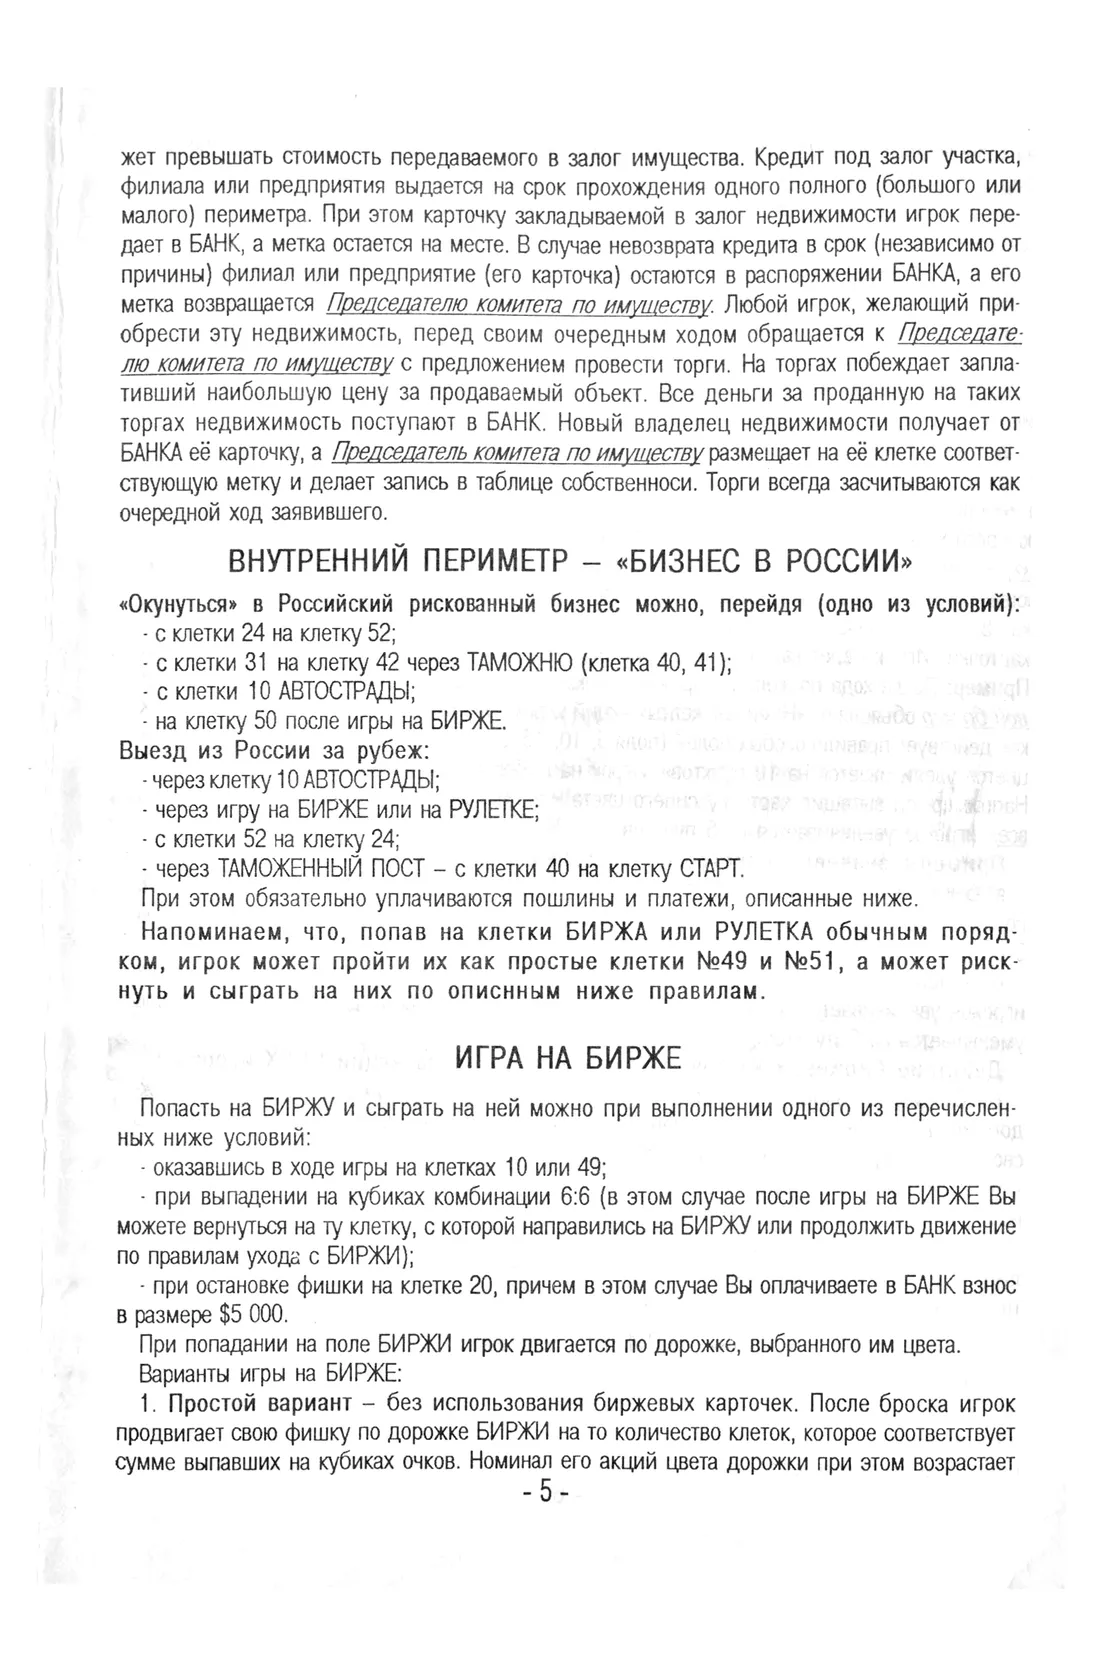 жет превышать стоимость передаваемого в залог имущества. Кредит под залог участка,
филиала или предприятия выдается на срок прохождения одного полного (большого или
малого) периметра. При этом карточку закладываемой в залог недвижимости игрок пере-
дает в БАНК, а метка остается на месте. В случае невозврата кредита в срок (независимо от
причины) филиал или предприятие (его карточка) остаются в распоряжении БАНКА, а его
метка возвращается Председателю комитета по имуществу. Любой игрок, желающий при-
обрести эту недвижимость, перед своим очередным ходом обращается к Председате-
лю комитета по имуществу с предложением провести торги. На торгах побеждает запла-
тивший наибольшую цену за продаваемый объект. Все деньги за проданную на таких
торгах недвижимость поступают в БАНК. Новый владелец недвижимости получает от
БАНКА её карточку, а Председатель комитета по имуществу размещает на её клетке соответ-
ствующую метку и делает запись в таблице собственноси. Торги всегда засчитываются как
очередной ход заявившего.
ВНУТРЕННИЙ ПЕРИМЕТР – «БИЗНЕС В РОССИИ»
«Окунуться» в Российский рискованный бизнес можно, перейдя (одно из условий):
- с клетки 24 на клетку 52;
- с клетки 31 на клетку 42 через ТАМОЖНЮ (клетка 40, 41);
- с клетки 10 АВТОСТРАДЫ;
- на клетку 50 после игры на БИРЖЕ.
Выезд из России за рубеж:
- через клетку 10 АВТОСТРАДЫ;
- через игру на БИРЖЕ или на РУЛЕТКЕ;
- с клетки 52 на клетку 24;
- через ТАМОЖЕННЫЙ ПОСТ – с клетки 40 на клетку СТАРТ.
При этом обязательно уплачиваются пошлины и платежи, описанные ниже.
Напоминаем, что, попав на клетки БИРЖА или РУЛЕТКА обычным поряд-
ком, игрок может пройти их как простые клетки №49 и №51, а может риск-
нуть и сыграть на них по описнным ниже правилам.
ИГРА НА БИРЖЕ
Попасть на БИРЖУ и сыграть на ней можно при выполнении одного из перечислен-
ных ниже условий:
- оказавшись в ходе игры на клетках 10 или 49;
- при выпадении на кубиках комбинации 6:6 (в этом случае после игры на БИРЖЕ Вы
можете вернуться на ту клетку, с которой направились на БИРЖУ или продолжить движение
по правилам ухода с БИРЖИ);
- при остановке фишки на клетке 20, причем в этом случае Вы оплачиваете в БАНК взнос
в размере $5 000.
При попадании на поле БИРЖИ игрок двигается по дорожке, выбранного им цвета.
Варианты игры на БИРЖЕ:
1. Простой вариант – без использования биржевых карточек. После броска игрок
продвигает свою фишку по дорожке БИРЖИ на то количество клеток, которое соответствует
сумме выпавших на кубиках очков. Номинал его акций цвета дорожки при этом возрастает
- 5 -